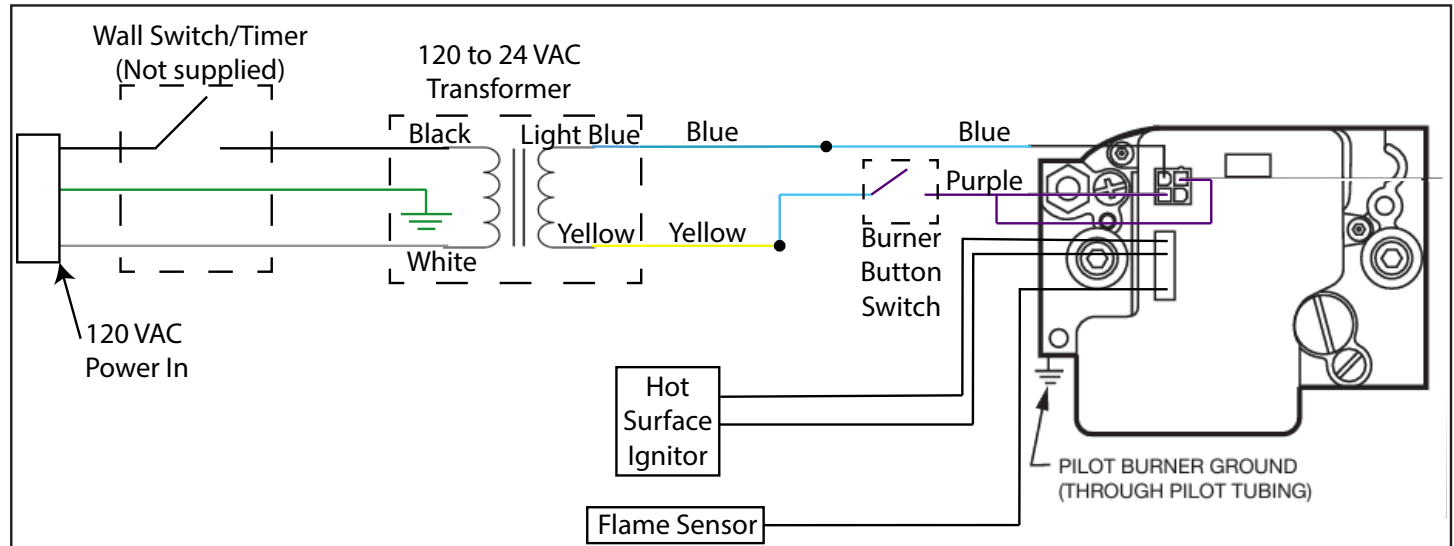 Wall Switch/Timer
(Not supplied)
120 to 24 VAC
Transformer
Black
Light Blue
Blue
Blue
Purple
Yellow
Yellow
White
Burner
Button
Switch
120 VAC
Power In
Hot
Surface
Ignitor
PILOT BURNER GROUND
(THROUGH PILOT TUBING)
Flame Sensor